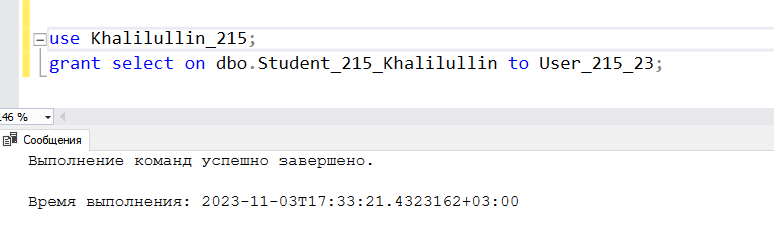 use Khalilullin_215;
grant select on dbo.Student_215_Khalilullin to User_215_23;
146 %
Сообщения
Выполнение команд успешно завершено.
Время выполнения: 2023-11-03T17:33:21.4323162+03:00